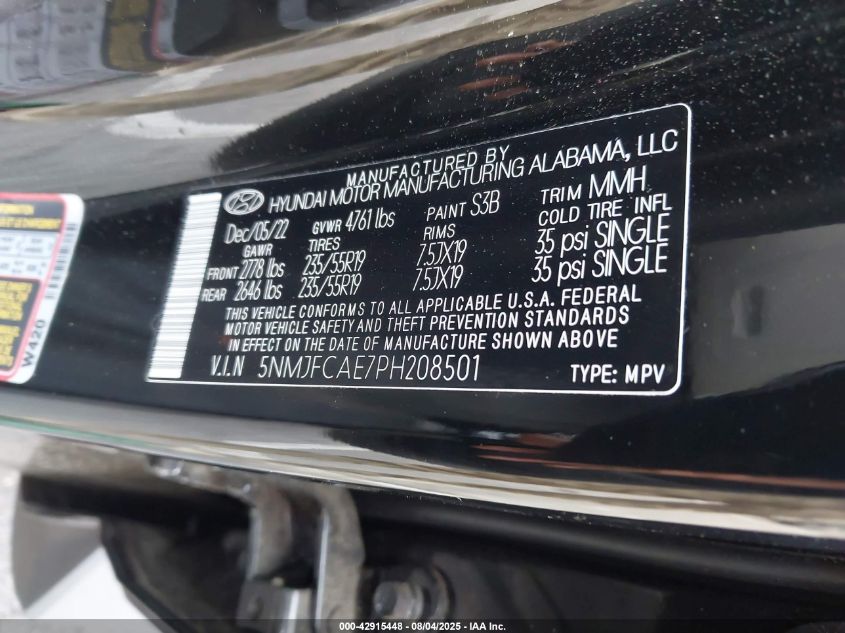 MANUFACTURED BY
HYUNDAI MOTOR MANUFACTURING ALABAMA, LLC
Dec/05/22 GVWR 4761 lbs PAINT S3B TRIM MMH
GAWR TIRES RIMS COLD TIRE INFL
FRONT 2778 lbs 235/55R19 7.5JX19 35 psi SINGLE
REAR 2646 lbs 235/55R19 7.5JX19 35 psi SINGLE
THIS VEHICLE CONFORMS TO ALL APPLICABLE U.S.A. FEDERAL
MOTOR VEHICLE SAFETY AND THEFT PREVENTION STANDARDS
IN EFFECT ON THE DATE OF MANUFACTURE SHOWN ABOVE.
V.I.N 5NMJFCAE7PH208501 TYPE: MPV
W420
000-42915448 - 08/04/2025 - IAA Inc.